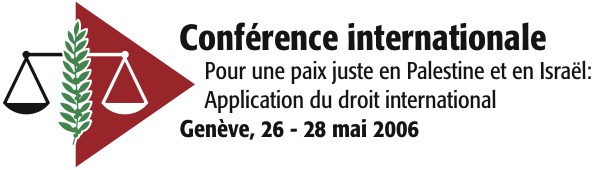 Conférence internationale
Pour une paix juste en Palestine et en Israël:
Application du droit international
Genève, 26 - 28 mai 2006